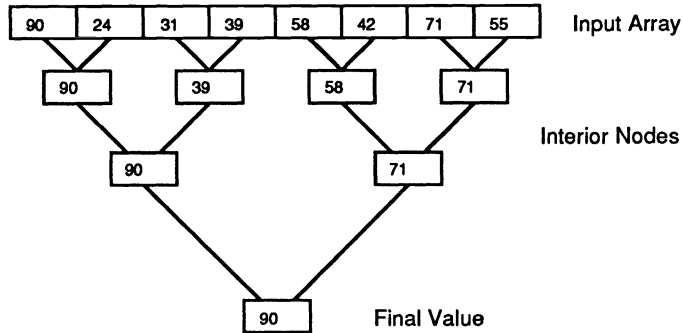 90 24 31 39 58 42 71 55 Input Array
90 39 58 71
Interior Nodes
90 71
90 Final Value